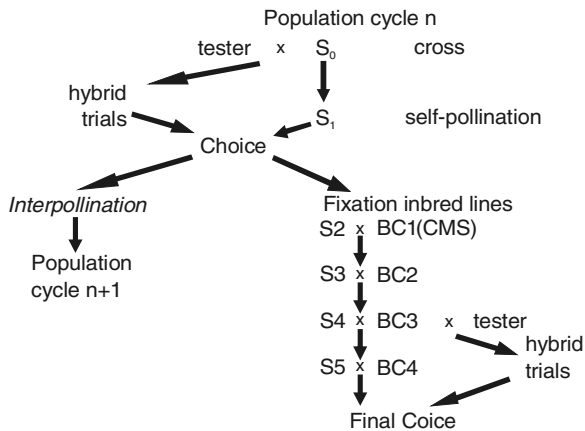 Population cycle n
tester x S0 cross
hybrid
trials
S1 self-pollination
Choice
Interpollination
Fixation inbred lines
Population
cycle n+1
S2 x BC1(CMS)
S3 x BC2
S4 x BC3 x tester
hybrid
trials
S5 x BC4
Final Coice